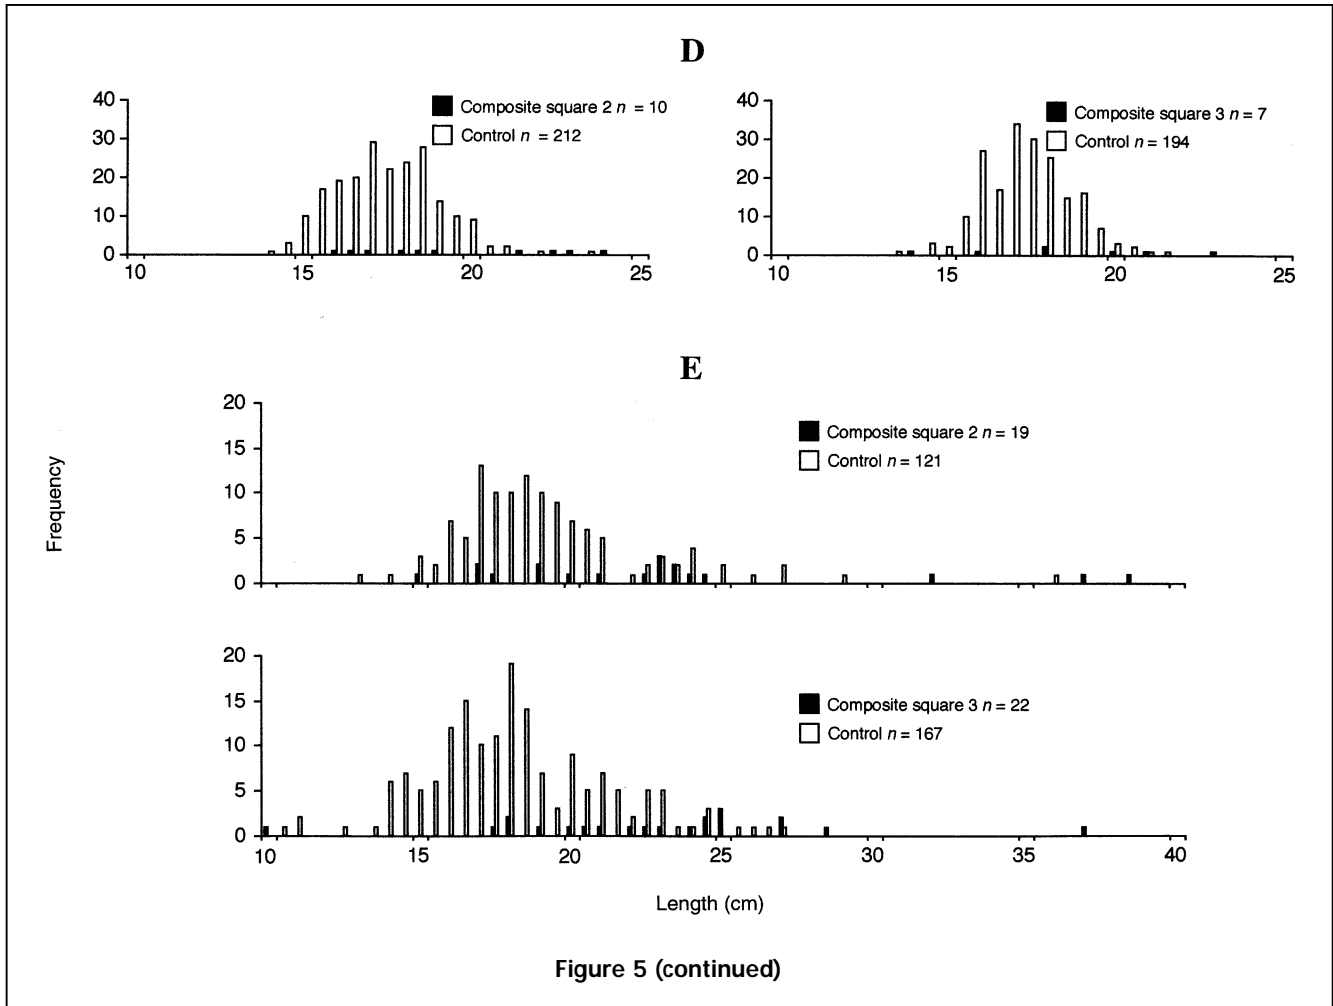 D
40
30
20
10
0
10 15 20 25
Composite square 2 n = 10
Control n = 212
40
30
20
10
0
10 15 20 25
Composite square 3 n = 7
Control n = 194
E
Frequency
20
15
10
5
0
Composite square 2 n = 19
Control n = 121
20
15
10
5
0
Composite square 3 n = 22
Control n = 167
10 15 20 25 30 35 40
Length (cm)
Figure 5 (continued)